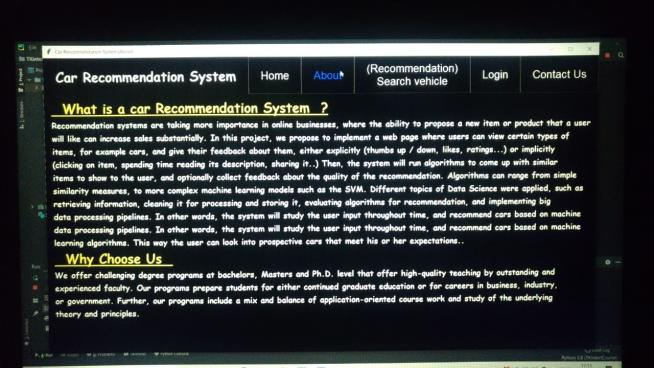 Car Recommendation System(About)
Car Recommendation System
Home
About
(Recommendation)
Search vehicle
Login
Contact Us
What is a car Recommendation System ?
Recommendation systems are taking more importance in online businesses, where the ability to propose a new item or product that a user
will like can increase sales substantially. In this project, we propose to implement a web page where users can view certain types of
items, for example cars, and give their feedback about them, either explicitly (thumbs up / down, likes, ratings...) or implicitly
(clicking on item, spending time reading its description, sharing it..) Then, the system will run algorithms to come up with similar
items to show to the user, and optionally collect feedback about the quality of the recommendation. Algorithms can range from simple
similarity measures, to more complex machine learning models such as the SVM. Different topics of Data Science were applied, such as
retrieving information, cleaning it for processing and storing it, evaluating algorithms for recommendation, and implementing big
data processing pipelines. In other words, the system will study the user input throughout time, and recommend cars based on machine
data processing pipelines. In other words, the system will study the user input throughout time, and recommend cars based on machine
learning algorithms. This way the user can look into prospective cars that meet his or her expectations..
Why Choose Us
We offer challenging degree programs at bachelors, Masters and Ph.D. level that offer high-quality teaching by outstanding and
experienced faculty. Our programs prepare students for either continued graduate education or for careers in business, industry,
or government. Further, our programs include a mix and balance of application-oriented course work and study of the underlying
theory and principles.